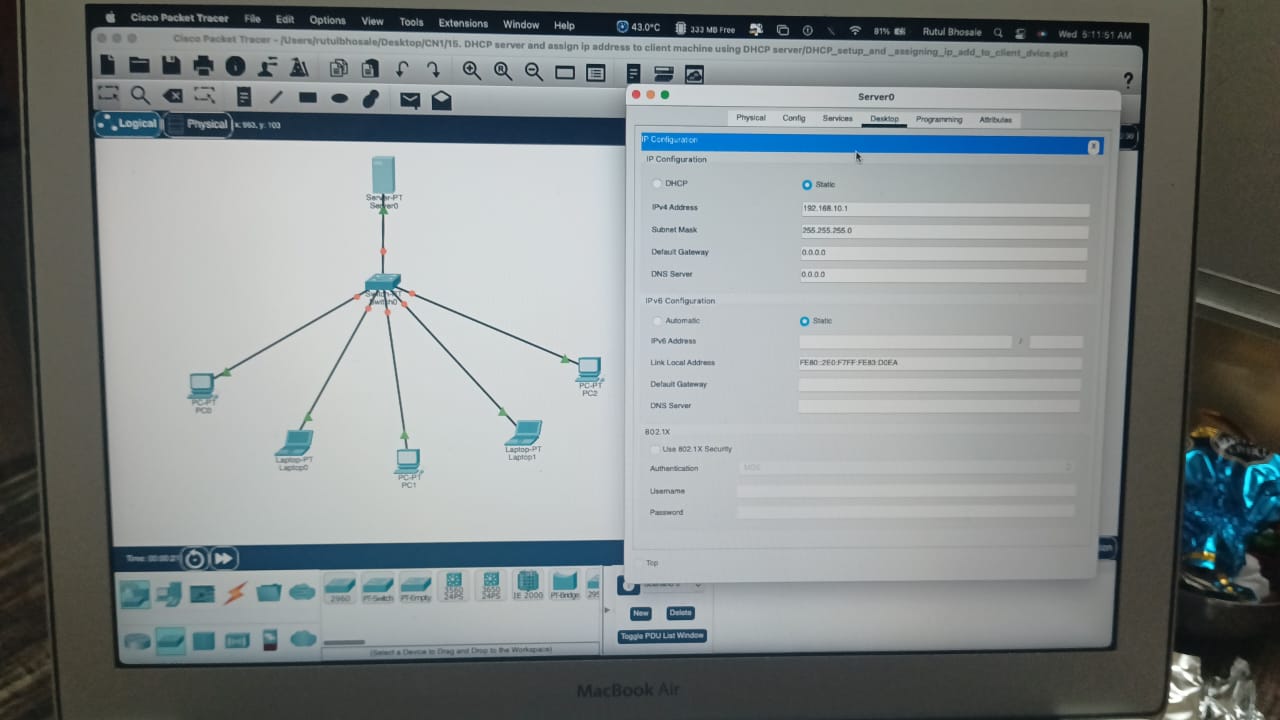 Cisco Packet Tracer File Edit Options View Tools Extensions Window Help 43.0°C 333 MB Free 81% Rutul Bhosale Wed 5:11:51 AM
Cisco Packet Tracer - /Users/rutulbhosale/Desktop/CN1/15. DHCP server and assign ip address to client machine using DHCP server/DHCP_setup_and _assigning_ip_add_to_client_dvice.pkt
?
Logical Physical x: 993, y: 103
Server-PT
Server0
Switch0
PC-PT
PC0
Laptop-PT
Laptop0
PC-PT
PC1
Laptop-PT
Laptop1
PC-PT
PC2
Server0
Physical Config Services Desktop Programming Attributes
IP Configuration
X
IP Configuration
DHCP Static
IPv4 Address 192.168.10.1
Subnet Mask 255.255.255.0
Default Gateway 0.0.0.0
DNS Server 0.0.0.0
IPv6 Configuration
Automatic Static
IPv6 Address /
Link Local Address FE80::2E0:F7FF:FE83:D0EA
Default Gateway
DNS Server
802.1X
Use 802.1X Security
Authentication MD5
Username
Password
Top
Time: 00:00:21
2960 PT-Switch PT-Empty 3560 24PS 3650 24PS IE 2000 PT-Bridge 295
New Delete
Toggle PDU List Window
(Select a Device to Drag and Drop to the Workspace)
MacBook Air